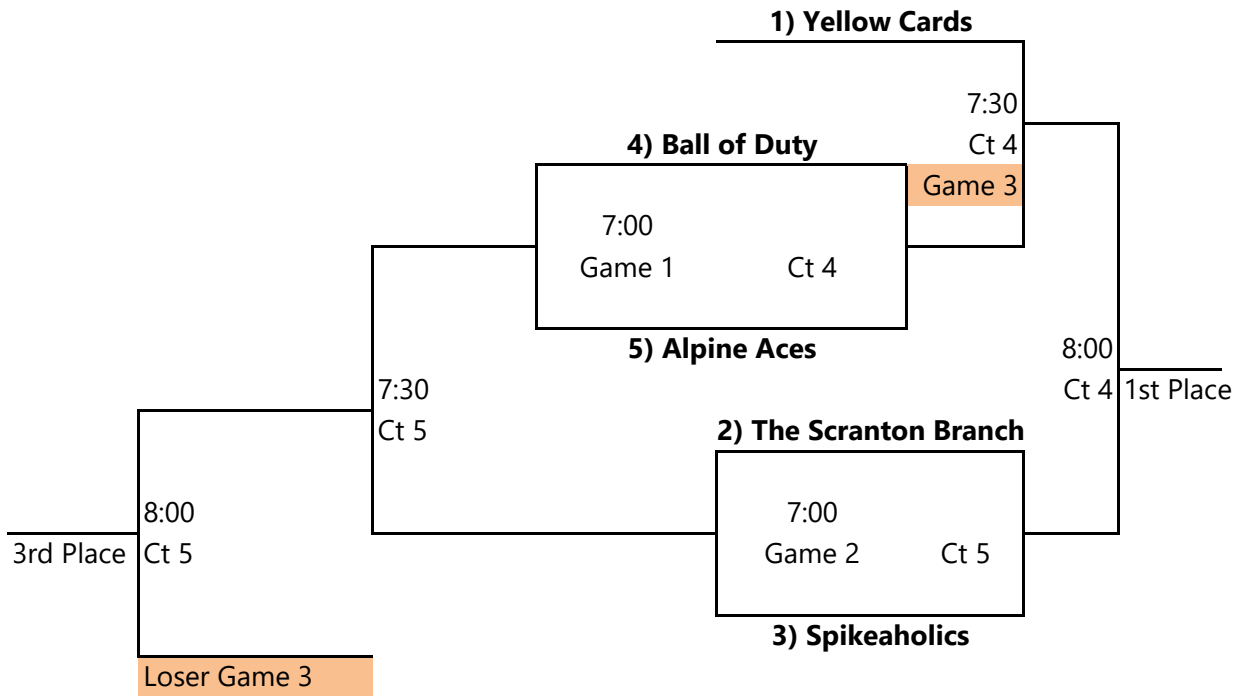 1) Yellow Cards
7:30
Ct 4
Game 3
4) Ball of Duty
7:00
Game 1 Ct 4
5) Alpine Aces
8:00
Ct 4 1st Place
7:30
Ct 5
2) The Scranton Branch
7:00
Game 2 Ct 5
3) Spikeaholics
8:00
3rd Place Ct 5
Loser Game 3